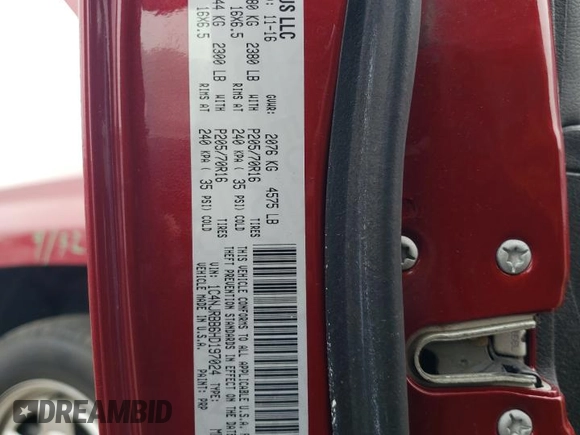 US LLC
: 11-16
GVWR: 2076 KG 4575 LB
80 KG 2380 LB WITH P205/70R16 TIRES
16X6.5 RIMS AT 240 KPA ( 35 PSI) COLD
44 KG 2300 LB WITH P205/70R16 TIRES
16X6.5 RIMS AT 240 KPA ( 35 PSI) COLD
THIS VEHICLE CONFORMS TO ALL APPLICABLE U.S.A.
THEFT PREVENTION STANDARDS IN EFFECT ON THE
VIN: 1C4NJRBB6HD197024 TYPE: M
VEHICLE MADE IN U.S.A. PAINT: PRP
DREAMBID